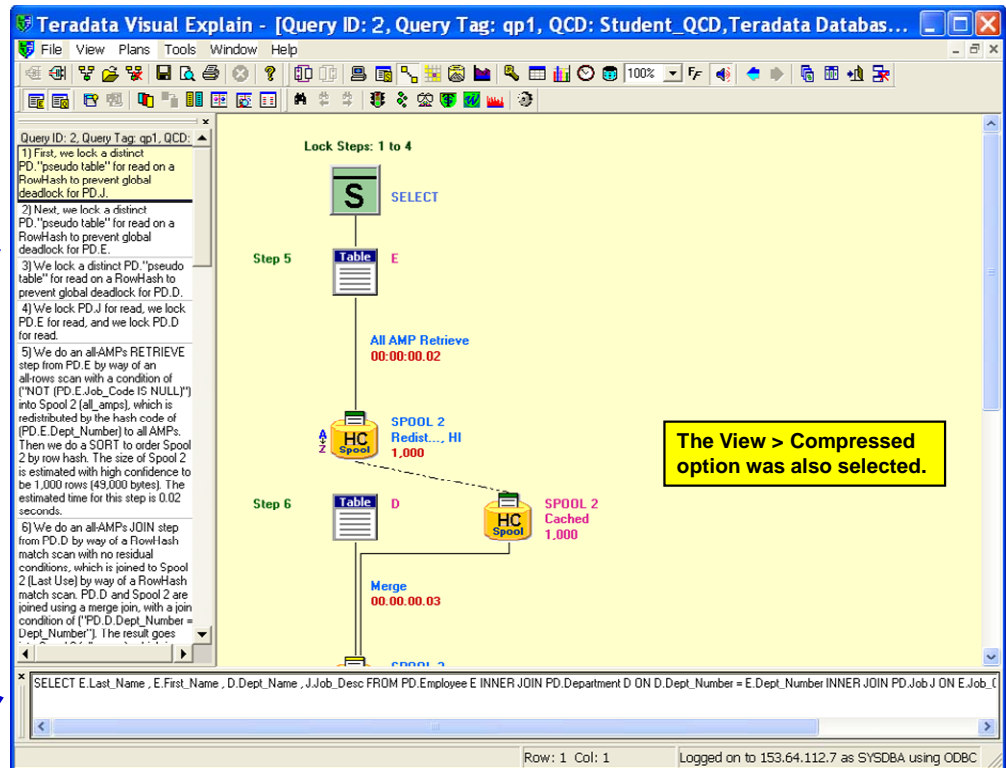 Teradata Visual Explain - [Query ID: 2, Query Tag: qp1, QCD: Student_QCD,Teradata Databas...
File View Plans Tools Window Help
100%
Query ID: 2, Query Tag: qp1, QCD:
1) First, we lock a distinct
PD."pseudo table" for read on a
RowHash to prevent global
deadlock for PD.J.
2) Next, we lock a distinct
PD."pseudo table" for read on a
RowHash to prevent global
deadlock for PD.E.
3) We lock a distinct PD."pseudo
table" for read on a RowHash to
prevent global deadlock for PD.D.
4) We lock PD.J for read, we lock
PD.E for read, and we lock PD.D
for read.
5) We do an all-AMPs RETRIEVE
step from PD.E by way of an
all-rows scan with a condition of
("NOT (PD.E.Job_Code IS NULL)")
into Spool 2 (all_amps), which is
redistributed by the hash code of
(PD.E.Dept_Number) to all AMPs.
Then we do a SORT to order Spool
2 by row hash. The size of Spool 2
is estimated with high confidence to
be 1,000 rows (49,000 bytes). The
estimated time for this step is 0.02
seconds.
6) We do an all-AMPs JOIN step
from PD.D by way of a RowHash
match scan with no residual
conditions, which is joined to Spool
2 (Last Use) by way of a RowHash
match scan. PD.D and Spool 2 are
joined using a merge join, with a join
condition of ("PD.D.Dept_Number =
Dept_Number"). The result goes
Lock Steps: 1 to 4
S
SELECT
Step 5
Table
E
All AMP Retrieve
00:00:00.02
A
Z
HC
Spool
SPOOL 2
Redist..., HI
1,000
Step 6
Table
D
HC
Spool
SPOOL 2
Cached
1,000
Merge
00:00:00.03
SPOOL 2
The View > Compressed
option was also selected.
SELECT E.Last_Name , E.First_Name , D.Dept_Name , J.Job_Desc FROM PD.Employee E INNER JOIN PD.Department D ON D.Dept_Number = E.Dept_Number INNER JOIN PD.Job J ON E.Job_
Row: 1 Col: 1
Logged on to 153.64.112.7 as SYSDBA using ODBC